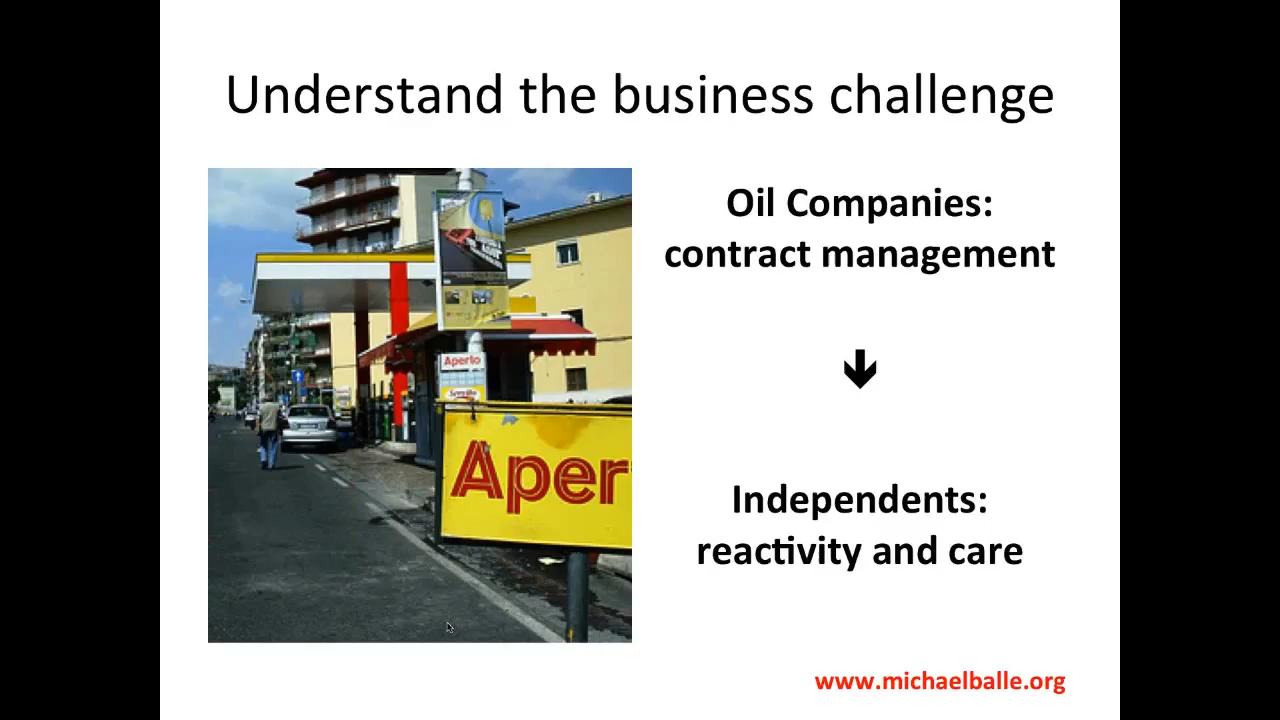 Understand the business challenge
Oil Companies:
contract management
Independents:
reactivity and care
Aperto
Aper
www.michaelballe.org